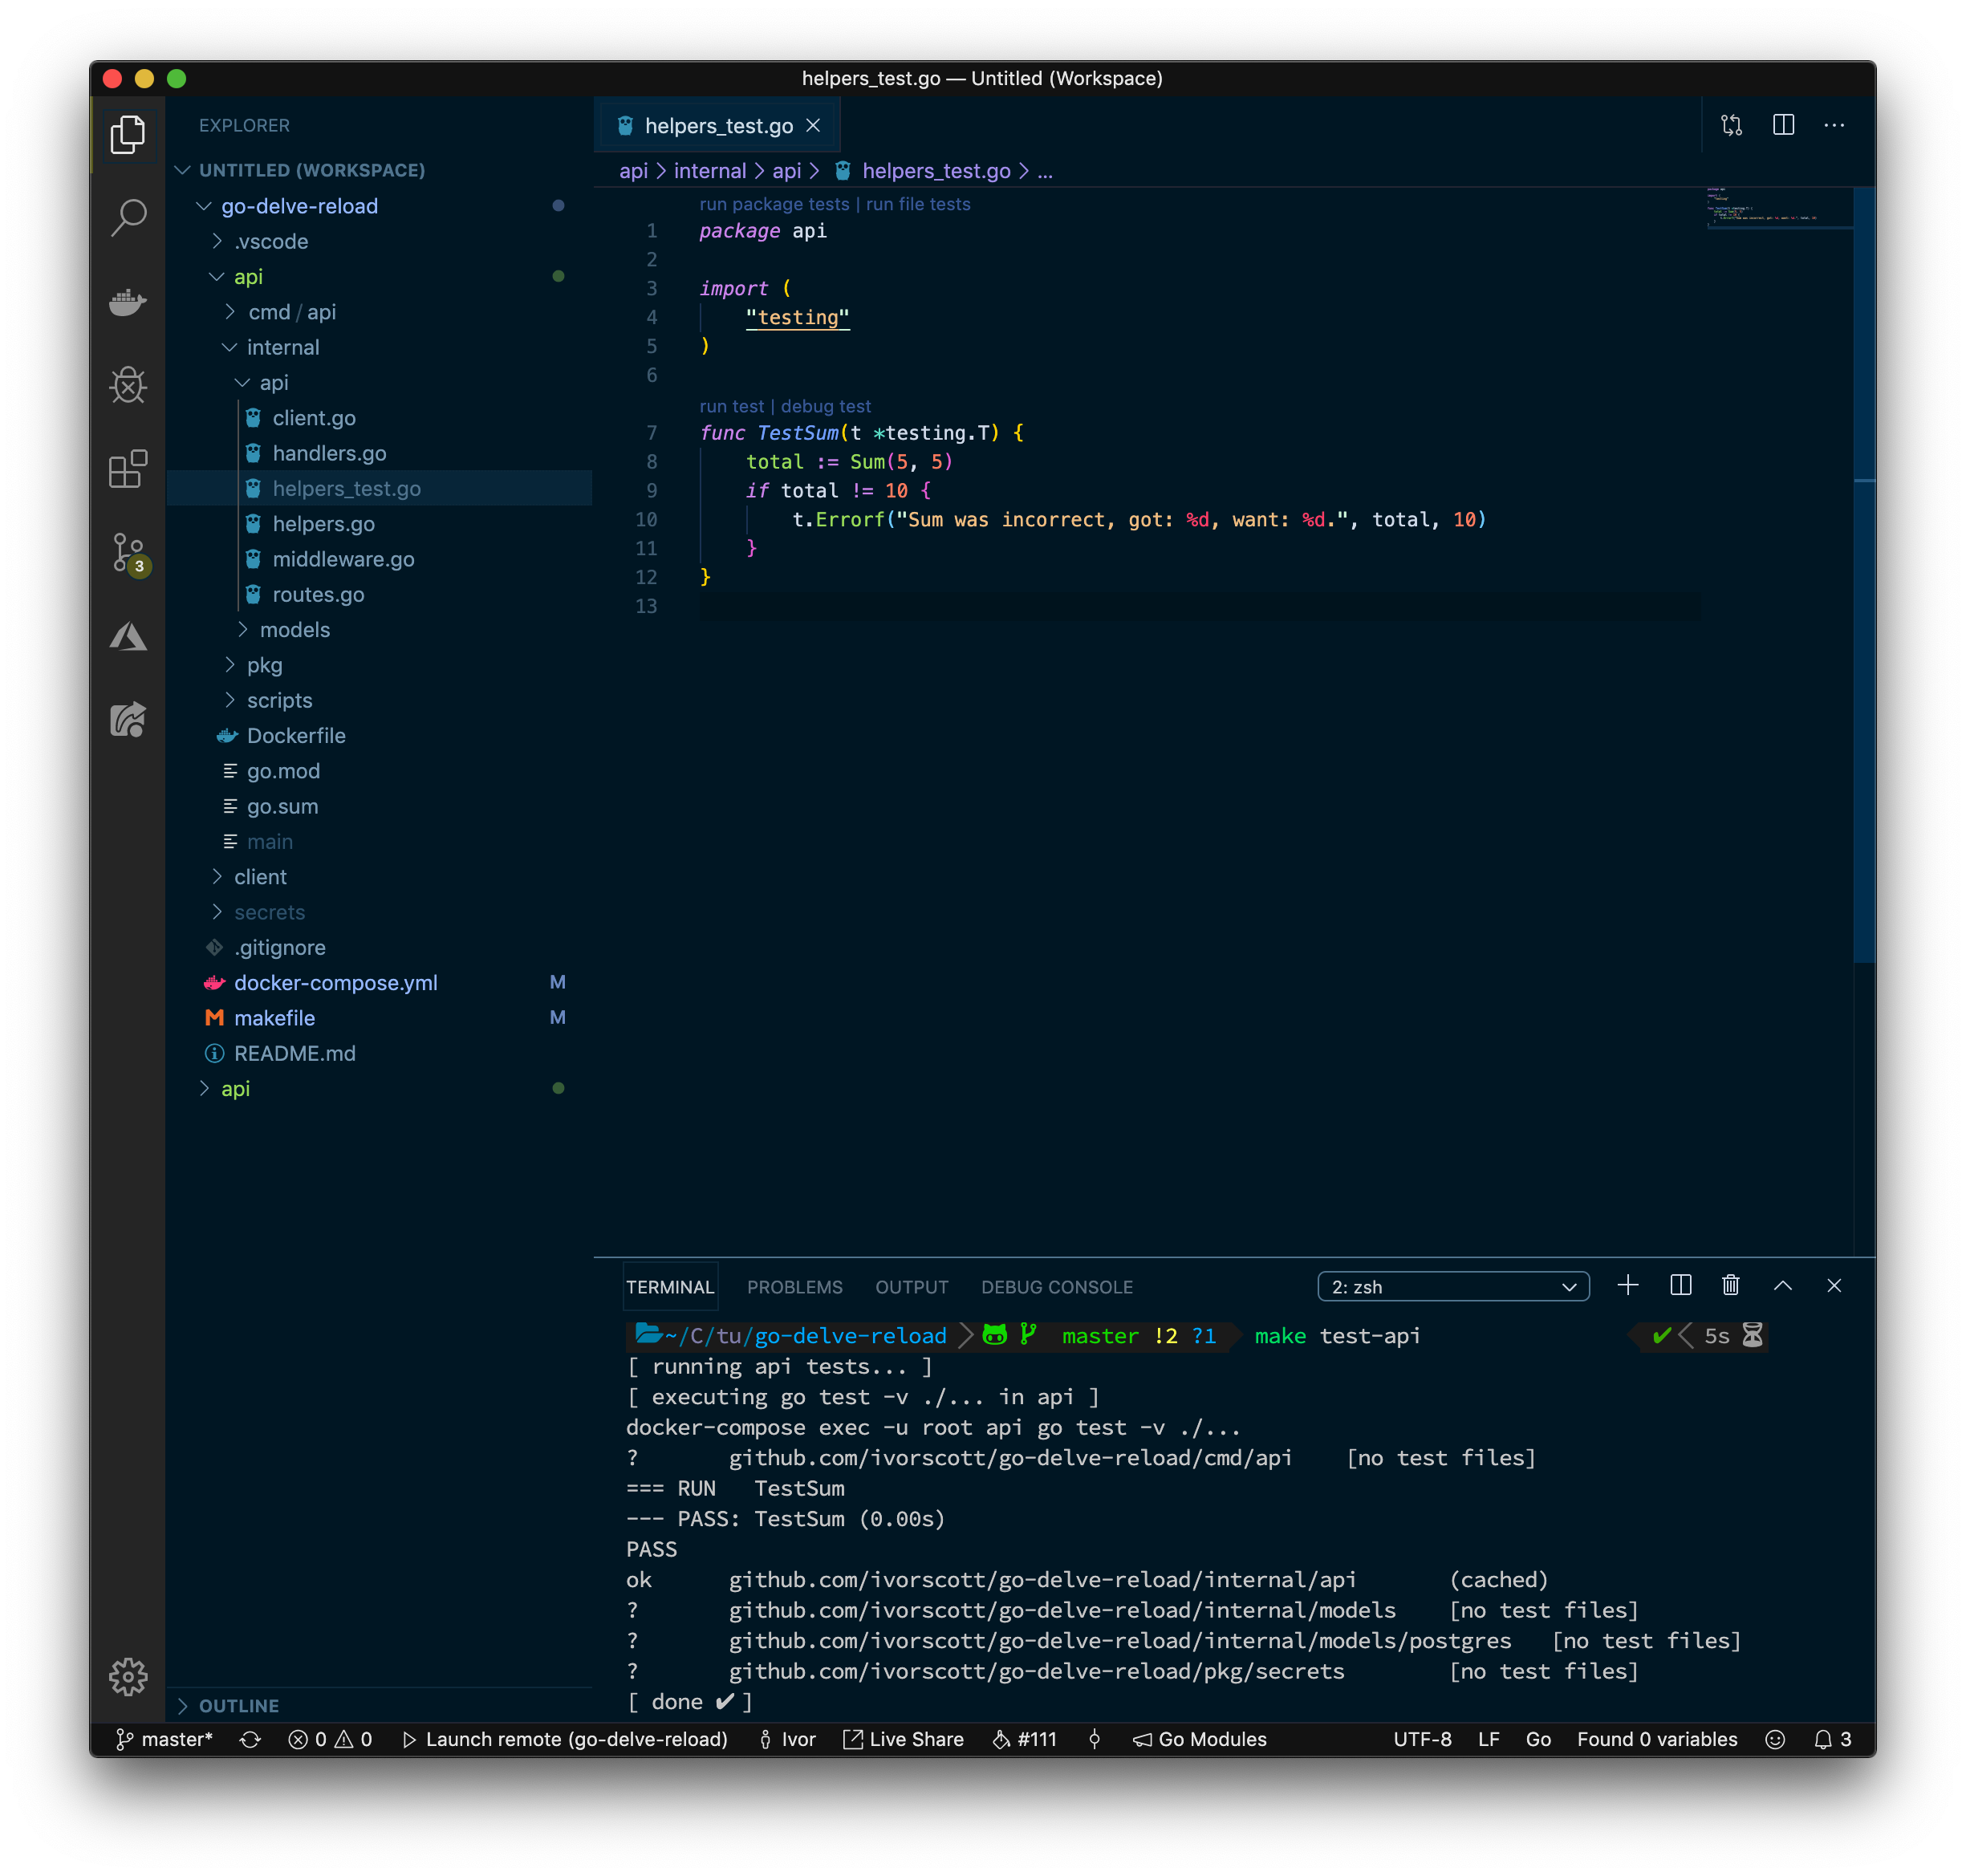 helpers_test.go — Untitled (Workspace)
EXPLORER
UNTITLED (WORKSPACE)
go-delve-reload
.vscode
api
cmd / api
internal
api
client.go
handlers.go
helpers_test.go
helpers.go
middleware.go
routes.go
models
pkg
scripts
Dockerfile
go.mod
go.sum
main
client
secrets
.gitignore
docker-compose.yml M
makefile M
README.md
api
OUTLINE
3
helpers_test.go
api > internal > api > helpers_test.go > ...
run package tests | run file tests
1 package api
2
3 import (
4 "testing"
5 )
6
run test | debug test
7 func TestSum(t *testing.T) {
8 total := Sum(5, 5)
9 if total != 10 {
10 t.Errorf("Sum was incorrect, got: %d, want: %d.", total, 10)
11 }
12 }
13
TERMINAL PROBLEMS OUTPUT DEBUG CONSOLE 2: zsh
~/C/tu/go-delve-reload master !2 ?1 make test-api ✔ 5s
[ running api tests... ]
[ executing go test -v ./... in api ]
docker-compose exec -u root api go test -v ./...
? github.com/ivorscott/go-delve-reload/cmd/api [no test files]
=== RUN TestSum
--- PASS: TestSum (0.00s)
PASS
ok github.com/ivorscott/go-delve-reload/internal/api (cached)
? github.com/ivorscott/go-delve-reload/internal/models [no test files]
? github.com/ivorscott/go-delve-reload/internal/models/postgres [no test files]
? github.com/ivorscott/go-delve-reload/pkg/secrets [no test files]
[ done ✔ ]
master* 0 0 Launch remote (go-delve-reload) Ivor Live Share #111 Go Modules UTF-8 LF Go Found 0 variables 3